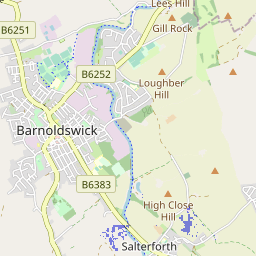 Lees Hill
B6251
Gill Rock
B6252
Loughber
Hill
Barnoldswick
B6383
High Close
Hill
Salterforth